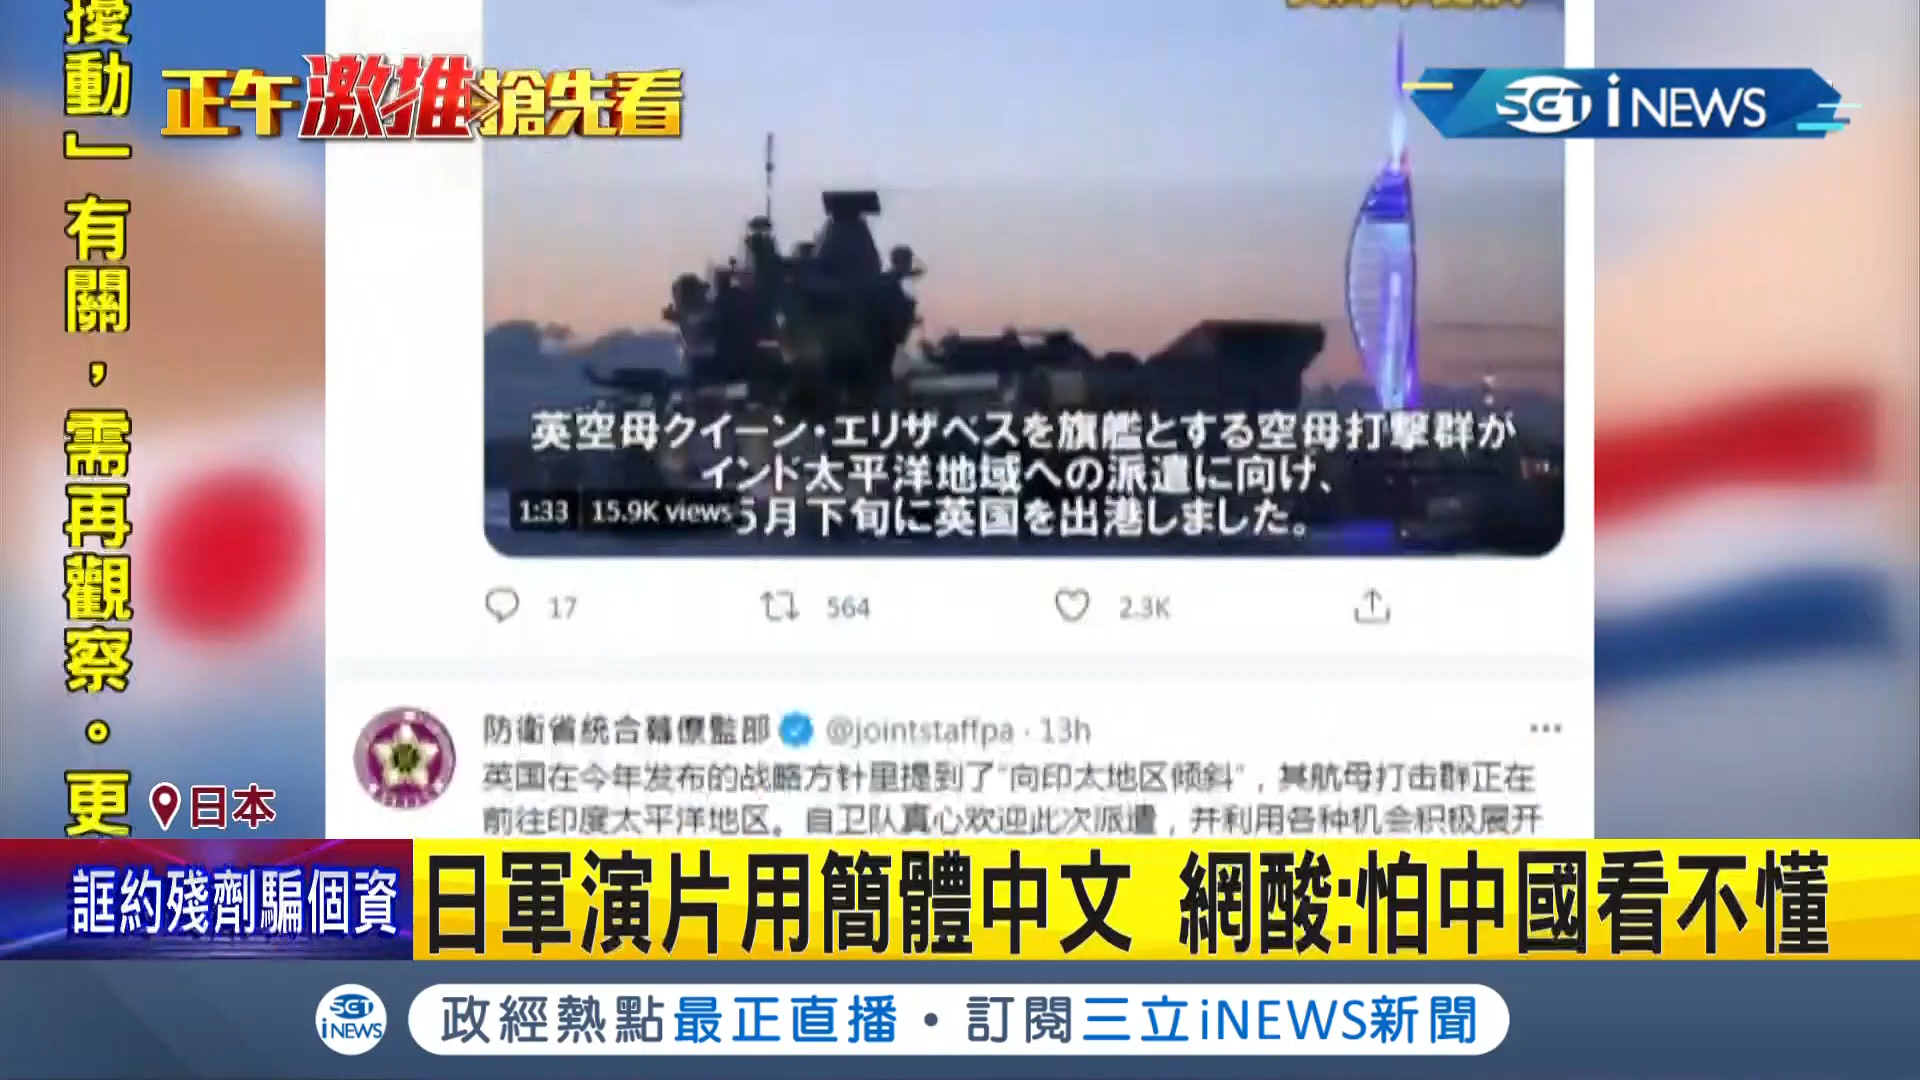 擾動」有關，需再觀察。更
正午激推搶先看
SET iNEWS
英空母クイーン・エリザベスを旗艦とする空母打撃群が
インド太平洋地域への派遣に向け、
5月下旬に英国を出港しました。
1:33 15.9K views
17 564 2.3K
防衛省統合幕僚監部 @jointstaffpa · 13h
英国在今年发布的战略方针里提到了“向印太地区倾斜”，其航母打击群正在
前往印度太平洋地区。自卫队真心欢迎此次派遣，并利用各种机会积极展开
日本
誆約殘劑騙個資
日軍演片用簡體中文 網酸:怕中國看不懂
SET iNEWS
政經熱點最正直播・訂閱三立iNEWS新聞